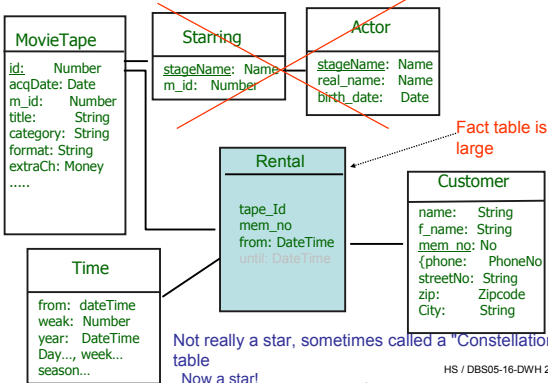 MovieTape
id: Number
acqDate: Date
m_id: Number
title: String
category: String
format: String
extraCh: Money
.....
Starring
stageName: Name
m_id: Number
Actor
stageName: Name
real_name: Name
birth_date: Date
Fact table is
large
Rental
tape_Id
mem_no
from: DateTime
until: DateTime
Customer
name: String
f_name: String
mem_no: No
{phone: PhoneNo
streetNo: String
zip: Zipcode
City: String
Time
from: dateTime
weak: Number
year: DateTime
Day..., week...
season...
Not really a star, sometimes called a "Constellation
table
Now a star!
HS / DBS05-16-DWH 2